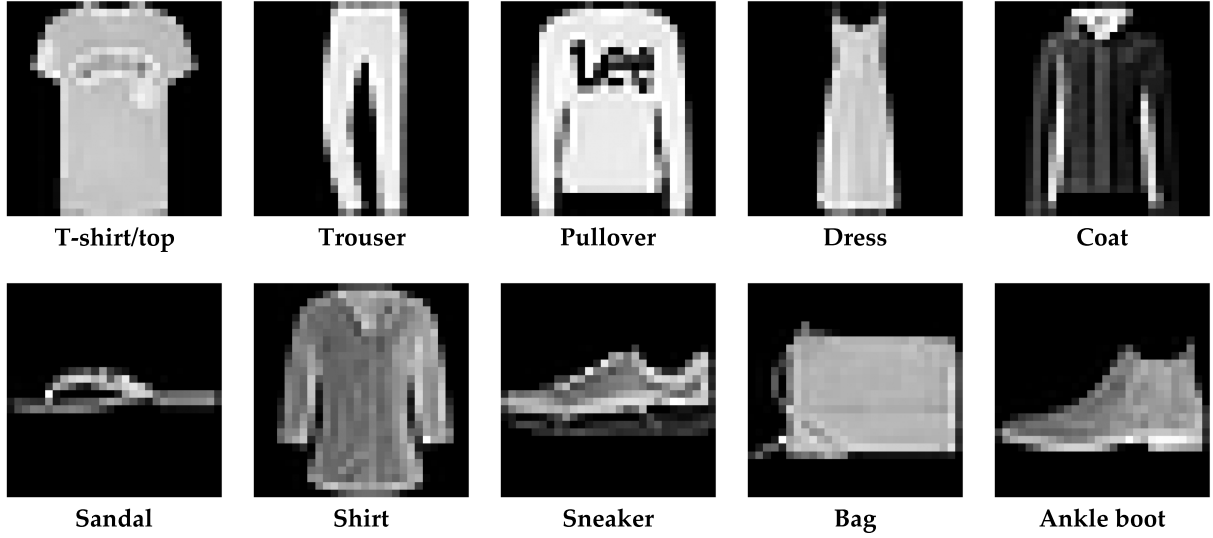 Lee
T-shirt/top
Trouser
Pullover
Dress
Coat
Sandal
Shirt
Sneaker
Bag
Ankle boot